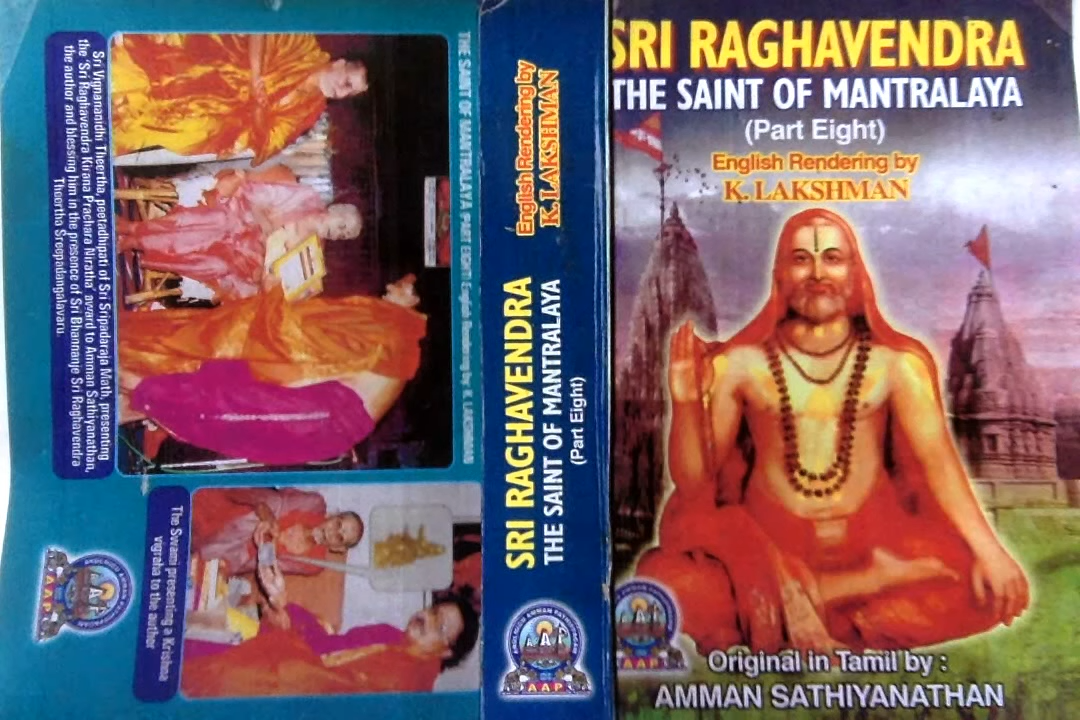 SRI RAGHAVENDRA
THE SAINT OF MANTRALAYA
(Part Eight)
English Rendering by
K. LAKSHMAN
Original in Tamil by :
AMMAN SATHIYANATHAN
SRI RAGHAVENDRA
THE SAINT OF MANTRALAYA
(Part Eight)
English Rendering by
K. LAKSHMAN
AAP
THE SAINT OF MANTRALAYA (PART EIGHT) English Rendering by: K. LAKSHMAN
Sri Vignananidhi Theertha, peetadhipati of Sri Sripadaraja Math, presenting
the 'Sri Raghavendra Kirana Prachara Niratha' award to Amman Sathiyanathan,
the author and blessing him in the presence of Sri Bhannanje Sri Raghavendra
Theertha Sreepadangalavaru.
The Swami presenting a Krishna
vigraha to the author
AAP